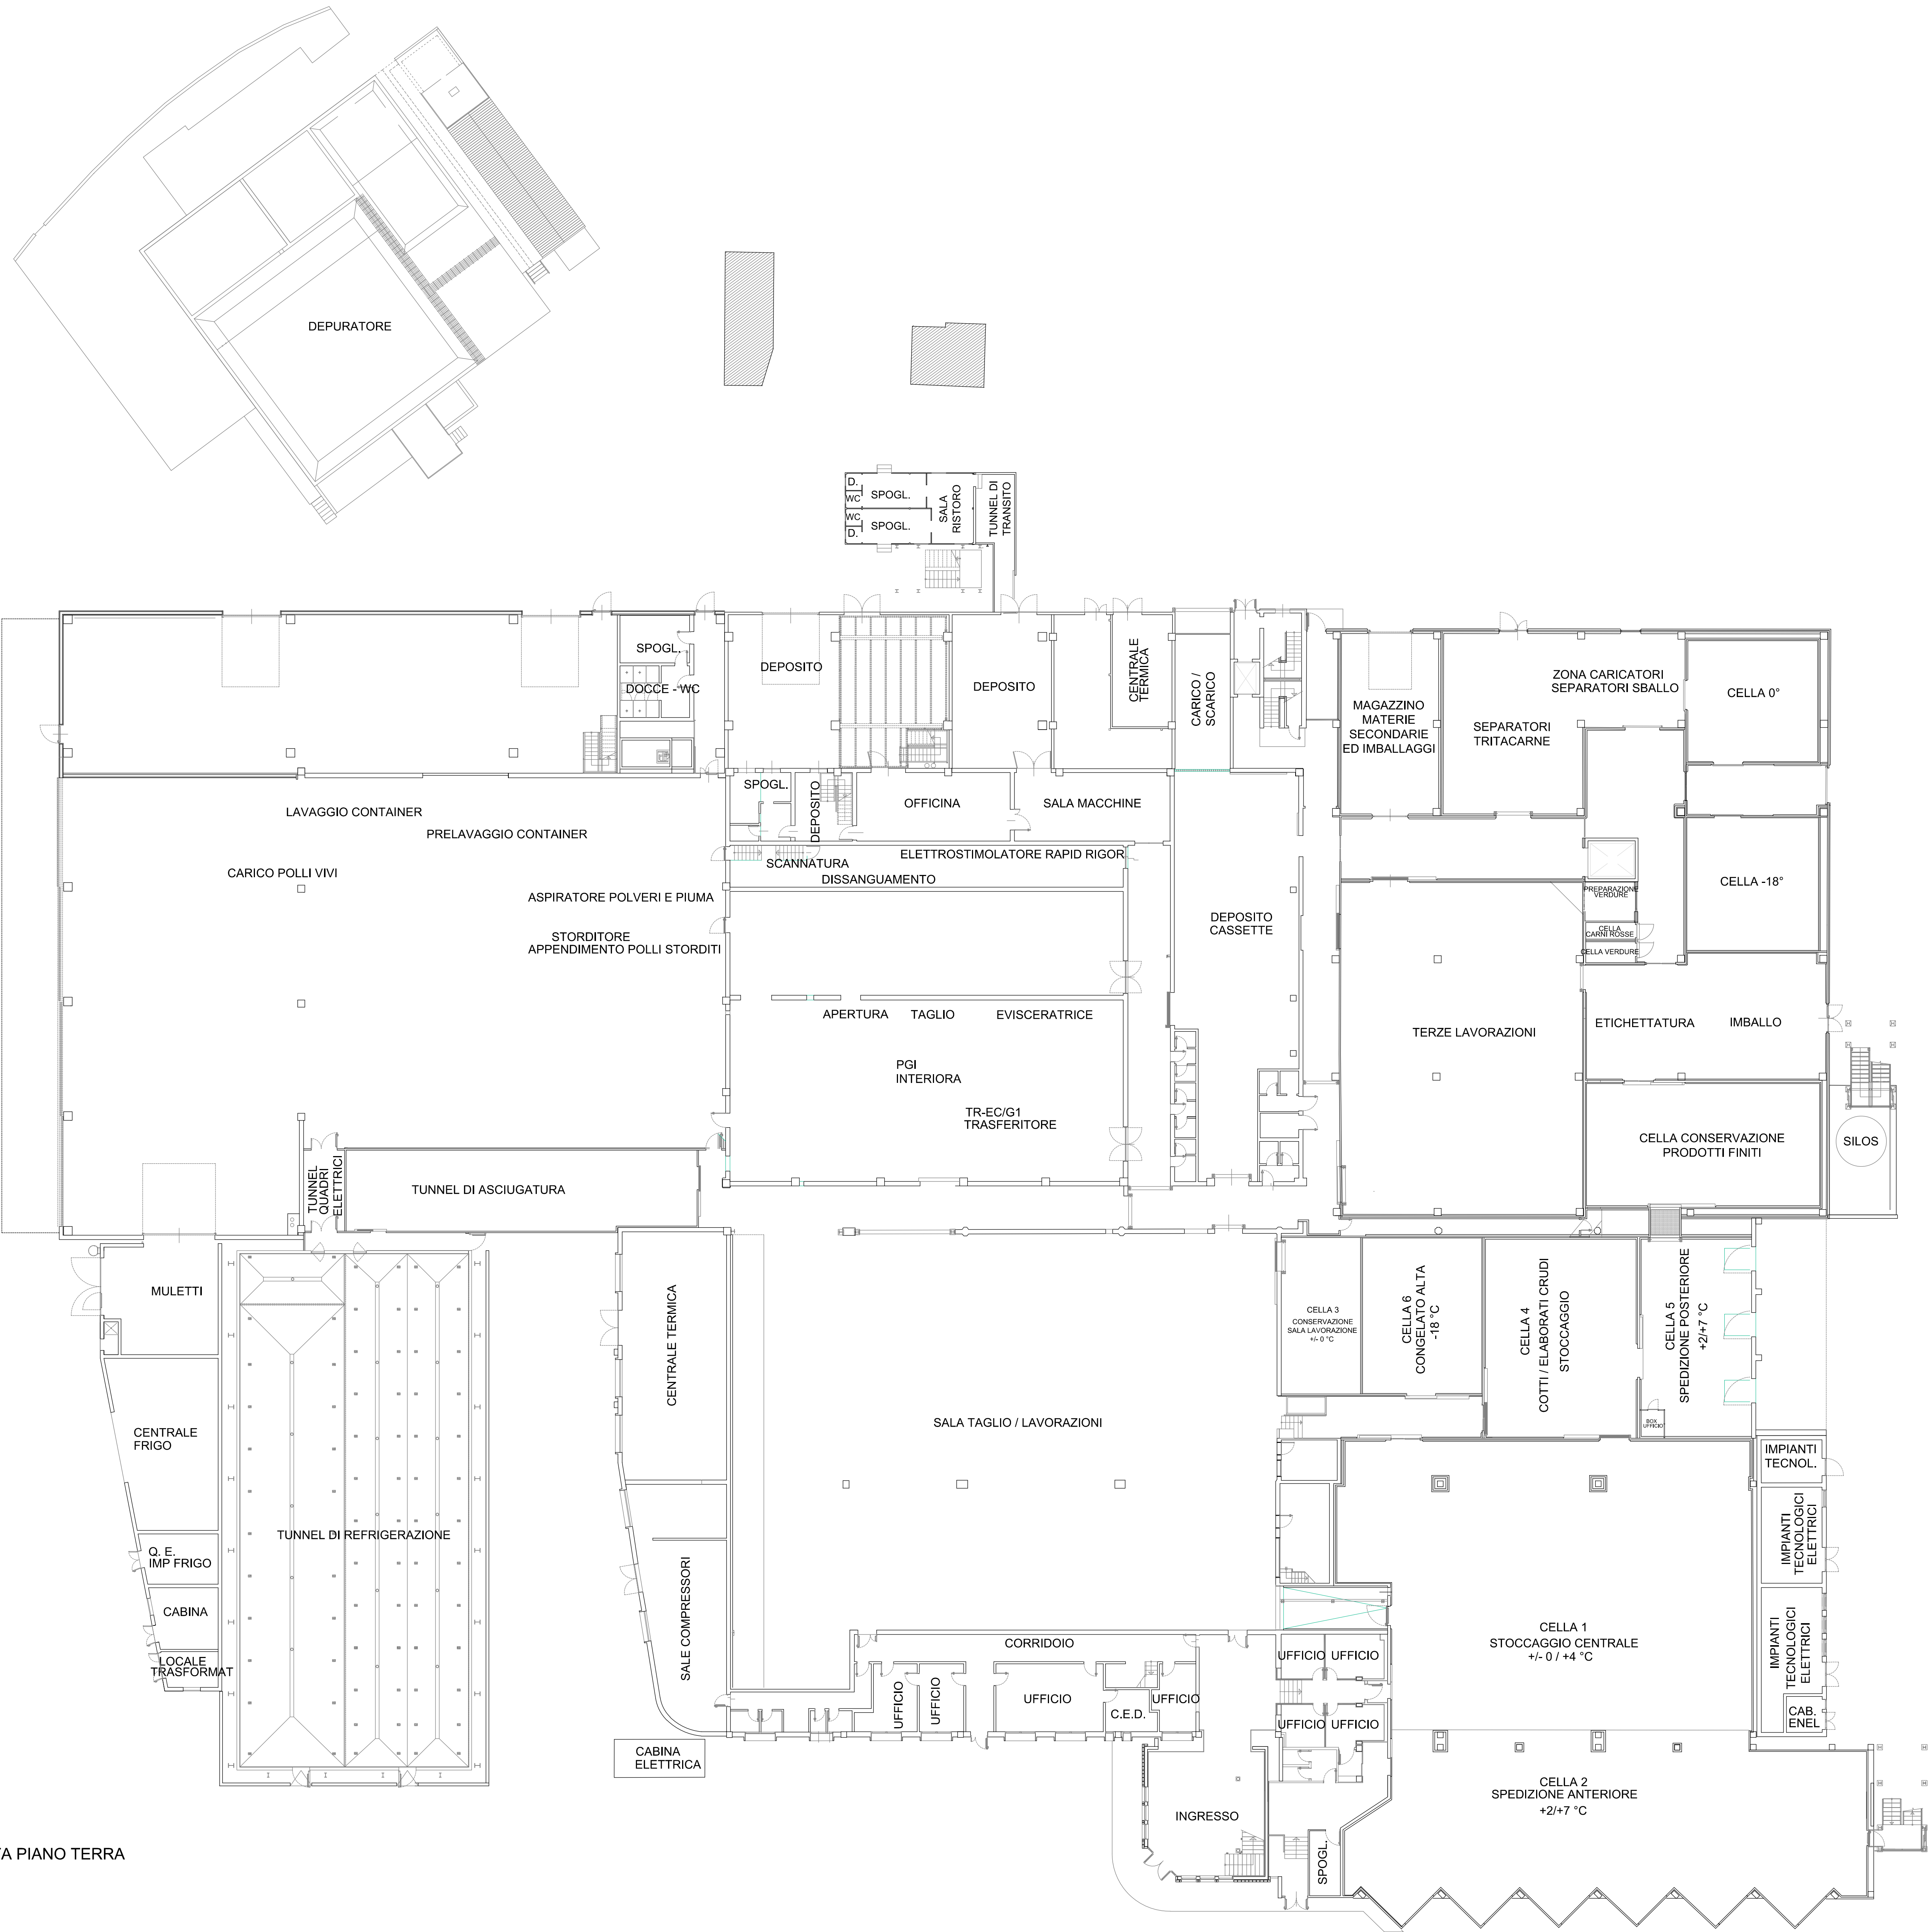 DEPURATORE
D.
WC
SPOGL.
WC
D.
SPOGL.
SALA
RISTORO
TUNNEL DI
TRANSITO
SPOGL.
DOCCE - WC
DEPOSITO
DEPOSITO
CENTRALE
TERMICA
CARICO /
SCARICO
MAGAZZINO
MATERIE
SECONDARIE
ED IMBALLAGGI
ZONA CARICATORI
SEPARATORI SBALLO
SEPARATORI
TRITACARNE
CELLA 0°
LAVAGGIO CONTAINER
PRELAVAGGIO CONTAINER
CARICO POLLI VIVI
SPOGL.
DEPOSITO
OFFICINA
SALA MACCHINE
ELETTROSTIMOLATORE RAPID RIGOR
SCANNATURA
DISSANGUAMENTO
ASPIRATORE POLVERI E PIUMA
STORDITORE
APPENDIMENTO POLLI STORDITI
DEPOSITO
CASSETTE
PREPARAZIONE
VERDURE
CELLA
CARNI ROSSE
CELLA VERDURE
CELLA -18°
APERTURA
TAGLIO
EVISCERATRICE
PGI
INTERIORA
TR-EC/G1
TRASFERITORE
TERZE LAVORAZIONI
ETICHETTATURA
IMBALLO
CELLA CONSERVAZIONE
PRODOTTI FINITI
SILOS
TUNNEL
QUADRI
ELETTRICI
TUNNEL DI ASCIUGATURA
MULETTI
CENTRALE TERMICA
CELLA 3
CONSERVAZIONE
SALA LAVORAZIONE
+/- 0 °C
CELLA 6
CONGELATO ALTA
-18 °C
CELLA 4
COTTI / ELABORATI CRUDI
STOCCAGGIO
CELLA 5
SPEDIZIONE POSTERIORE
+2/+7 °C
BOX
UFFICIO
SALA TAGLIO / LAVORAZIONI
CENTRALE
FRIGO
IMPIANTI
TECNOL.
IMPIANTI
TECNOLOGICI
ELETTRICI
TUNNEL DI REFRIGERAZIONE
Q. E.
IMP FRIGO
CABINA
LOCALE
TRASFORMAT
SALE COMPRESSORI
CORRIDOIO
UFFICIO
UFFICIO
UFFICIO
C.E.D.
UFFICIO
UFFICIO
UFFICIO
UFFICIO
UFFICIO
CELLA 1
STOCCAGGIO CENTRALE
+/- 0 / +4 °C
IMPIANTI
TECNOLOGICI
ELETTRICI
CAB.
ENEL
CABINA
ELETTRICA
CELLA 2
SPEDIZIONE ANTERIORE
+2/+7 °C
INGRESSO
SPOGL.
A PIANO TERRA